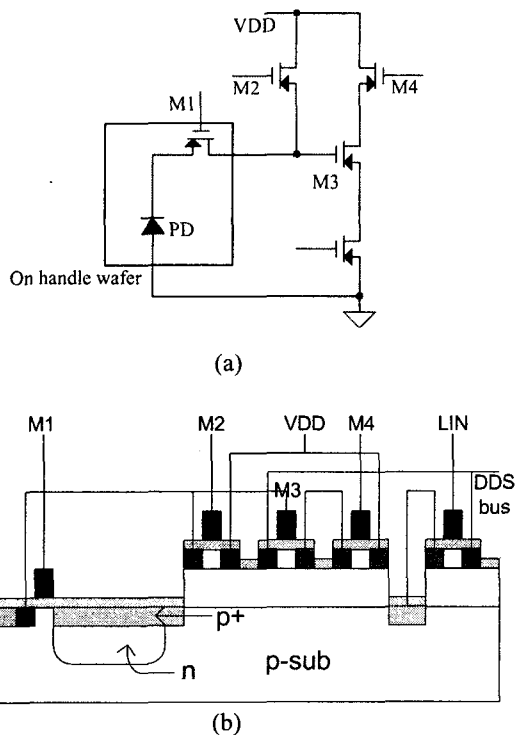 VDD
M2
M4
M1
M3
PD
On handle wafer
(a)
M1
M2
VDD
M4
LIN
M3
DDS
bus
p+
n
p-sub
(b)